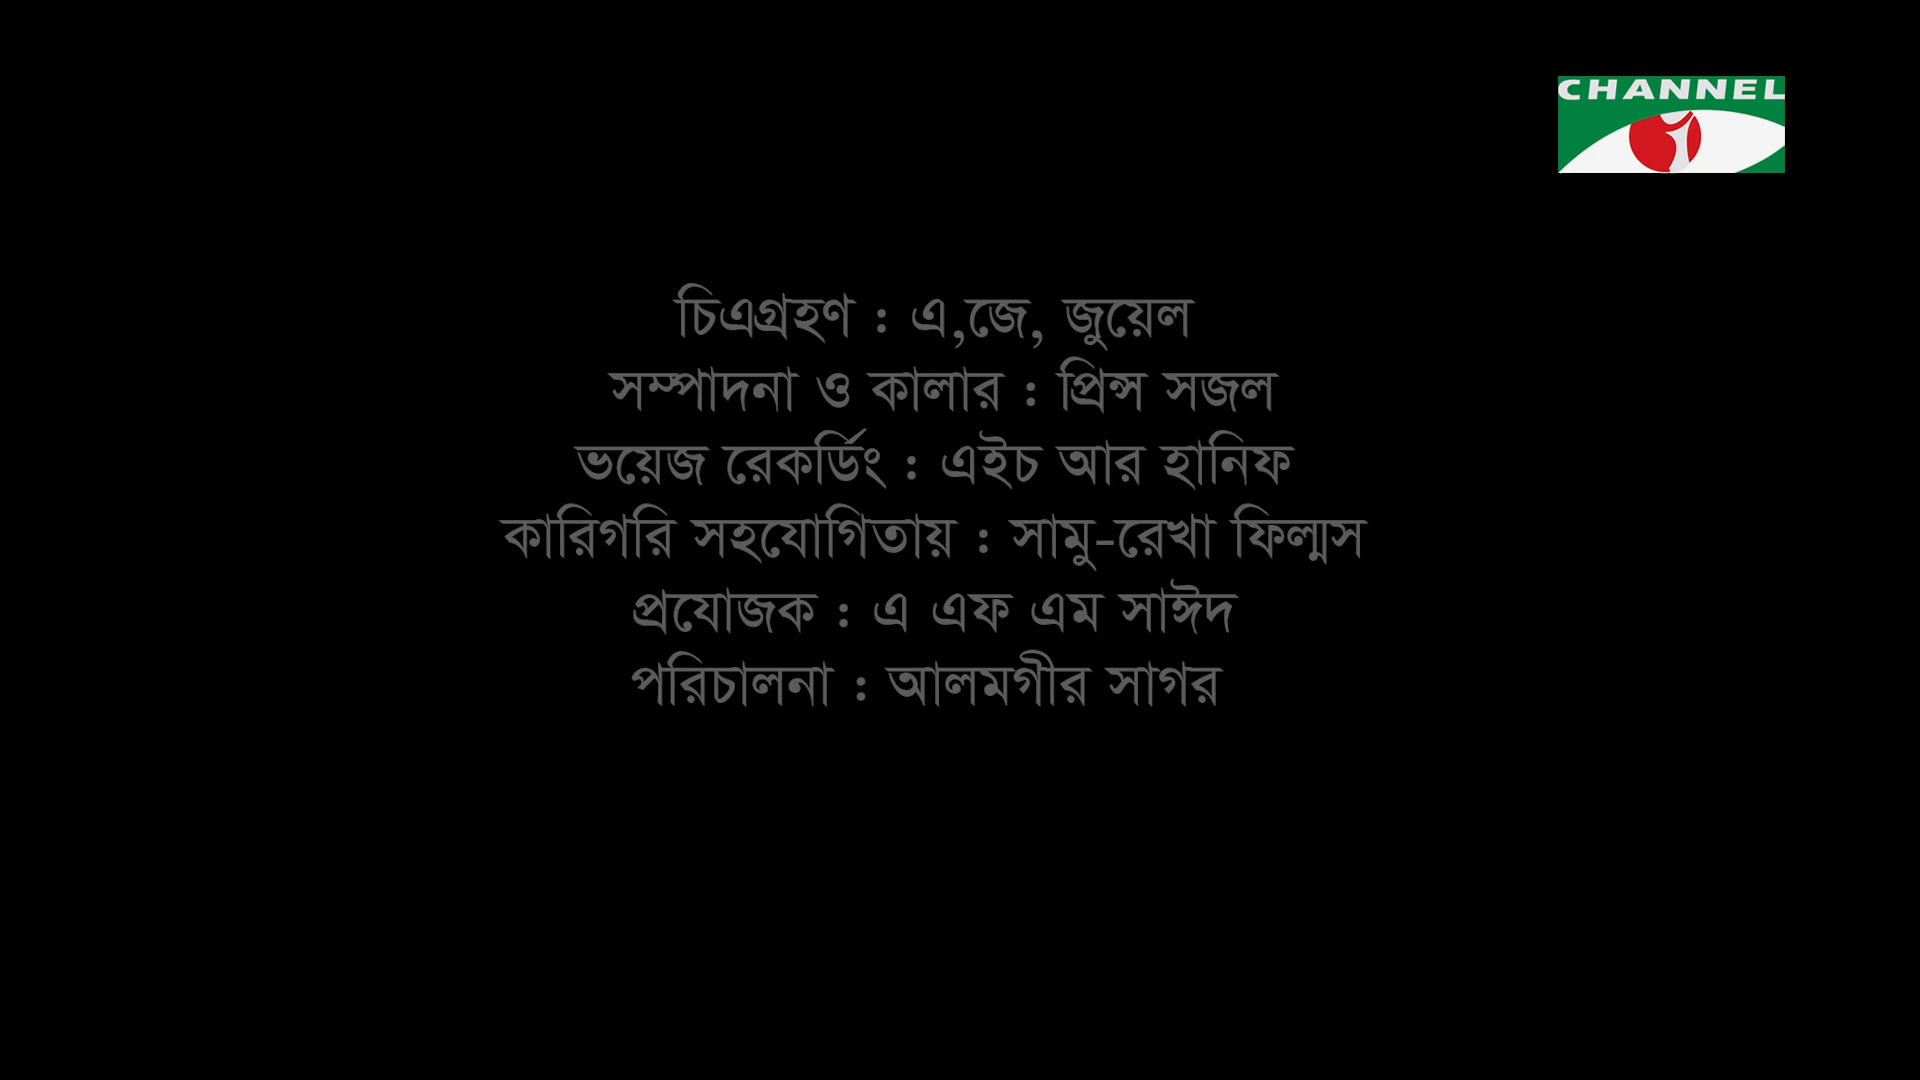 CHANNEL
চিএগ্রহণ : এ,জে, জুয়েল
সম্পাদনা ও কালার : প্রিন্স সজল
ভয়েজ রেকর্ডিং : এইচ আর হানিফ
কারিগরি সহযোগিতায় : সামু-রেখা ফিল্মস
প্রযোজক : এ এফ এম সাঈদ
পরিচালনা : আলমগীর সাগর